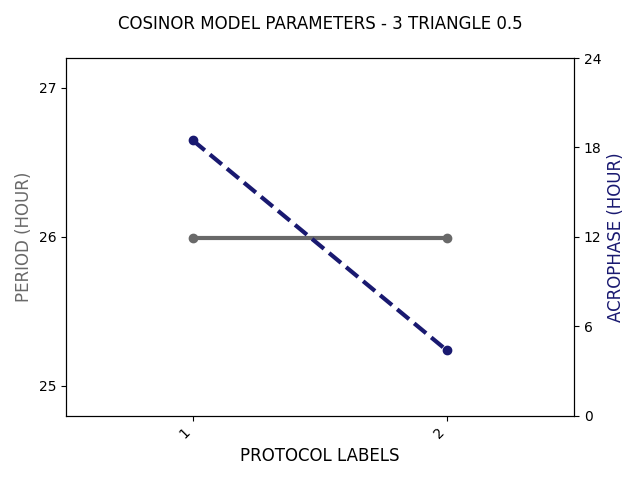 COSINOR MODEL PARAMETERS - 3 TRIANGLE 0.5
27
26
25
PERIOD (HOUR)
24
18
12
6
0
ACROPHASE (HOUR)
1
2
PROTOCOL LABELS